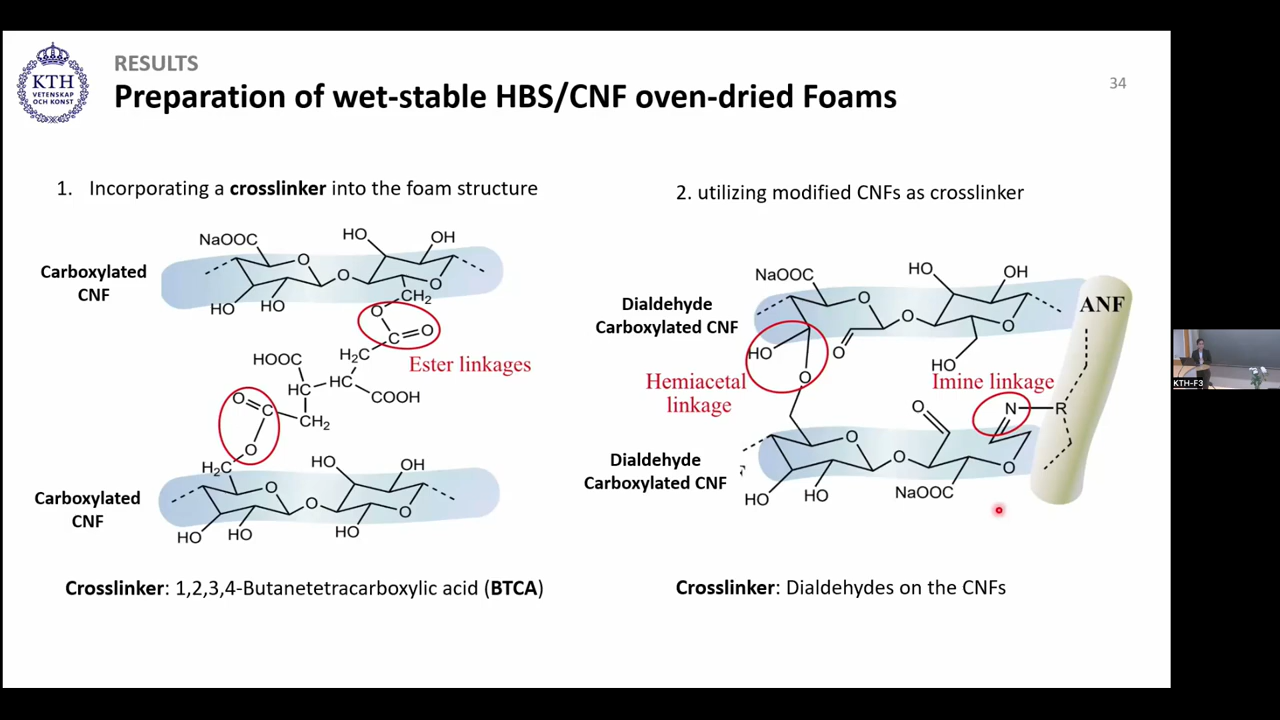 KTH
VETENSKAP
OCH KONST
RESULTS
Preparation of wet-stable HBS/CNF oven-dried Foams
34
1. Incorporating a crosslinker into the foam structure
NaOOC
HO
OH
O
O
O
HO
HO
CH2
Carboxylated
CNF
O
O
C
H2C
Ester linkages
HOOC
HC
HC
COOH
CH2
O
C
O
H2C
HO
OH
O
O
O
HO
HO
HO
Carboxylated
CNF
Crosslinker: 1,2,3,4-Butanetetracarboxylic acid (BTCA)
2. utilizing modified CNFs as crosslinker
NaOOC
HO
OH
O
O
O
ANF
Dialdehyde
Carboxylated CNF
HO
O
HO
O
Hemiacetal
linkage
Imine linkage
O
N
R
O
O
O
HO
HO
NaOOC
Dialdehyde
Carboxylated CNF
Crosslinker: Dialdehydes on the CNFs
KTH-F3